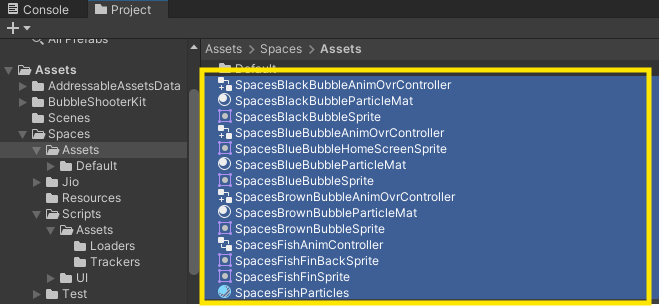 Console
Project
All Prefabs
Assets
AddressableAssetsData
BubbleShooterKit
Scenes
Spaces
Assets
Default
Jio
Resources
Scripts
Assets
Loaders
Trackers
UI
Test
Assets > Spaces > Assets
Default
SpacesBlackBubbleAnimOvrController
SpacesBlackBubbleParticleMat
SpacesBlackBubbleSprite
SpacesBlueBubbleAnimOvrController
SpacesBlueBubbleHomeScreenSprite
SpacesBlueBubbleParticleMat
SpacesBlueBubbleSprite
SpacesBrownBubbleAnimOvrController
SpacesBrownBubbleParticleMat
SpacesBrownBubbleSprite
SpacesFishAnimController
SpacesFishFinBackSprite
SpacesFishFinSprite
SpacesFishParticles